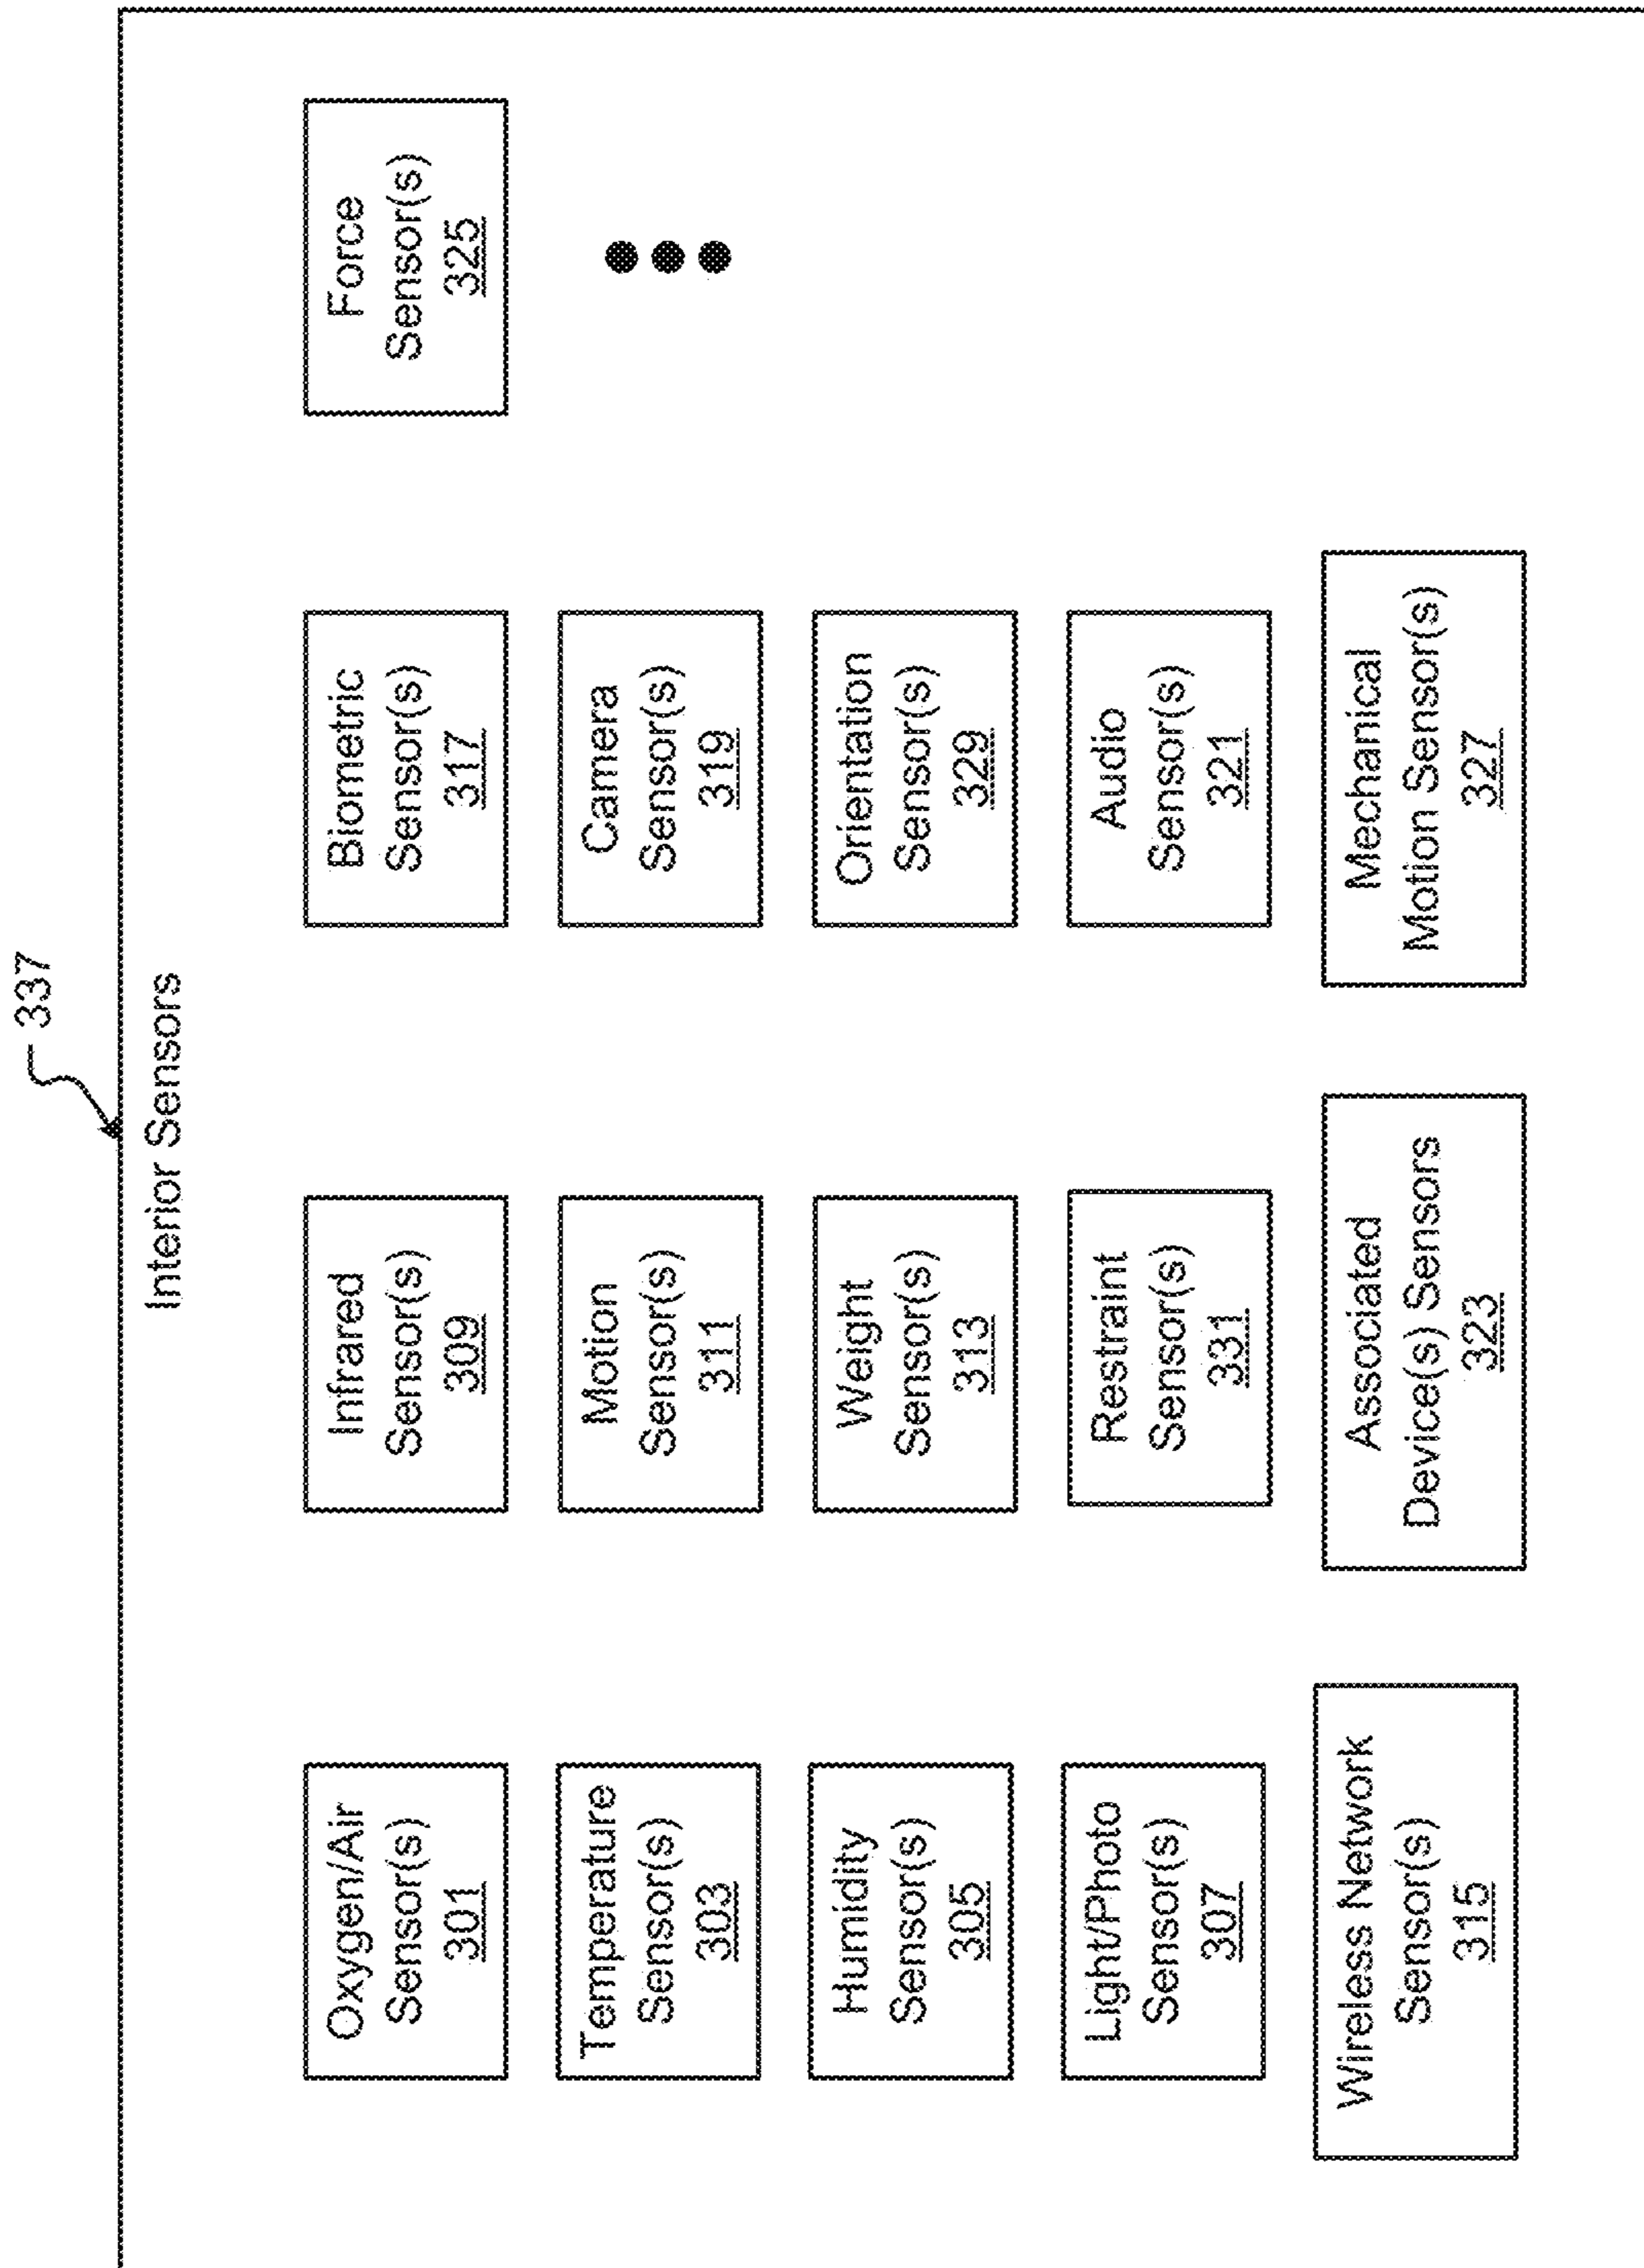 337
Interior Sensors
Oxygen/Air
Sensor(s)
301
Infrared
Sensor(s)
309
Biometric
Sensor(s)
317
Force
Sensor(s)
325
Temperature
Sensor(s)
303
Motion
Sensor(s)
311
Camera
Sensor(s)
319
Humidity
Sensor(s)
305
Weight
Sensor(s)
313
Orientation
Sensor(s)
329
Light/Photo
Sensor(s)
307
Restraint
Sensor(s)
331
Audio
Sensor(s)
321
Wireless Network
Sensor(s)
315
Associated
Device(s) Sensors
323
Mechanical
Motion Sensor(s)
327